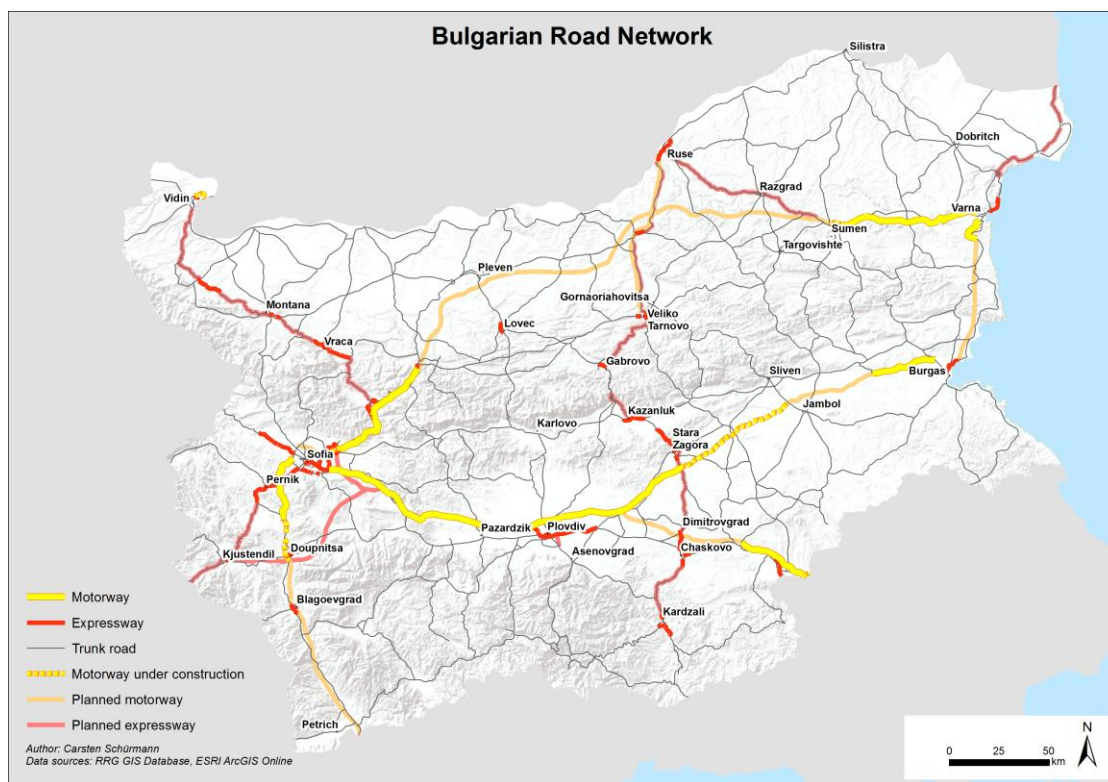 Bulgarian Road Network
Silistra
Dobritch
Ruse
Razgrad
Vidin
Varna
Sumen
Targovishte
Pleven
Gornaoriahovitsa
Montana
Veliko
Tarnovo
Lovec
Vraca
Gabrovo
Sliven
Burgas
Jambol
Kazanluk
Karlovo
Stara
Zagora
Sofia
Pernik
Pazardzik
Plovdiv
Dimitrovgrad
Asenovgrad
Chaskovo
Kjustendil
Doupnitsa
Blagoevgrad
Kardzali
Petrich
Motorway
Expressway
Trunk road
Motorway under construction
Planned motorway
Planned expressway
Author: Carsten Schürmann
Data sources: RRG GIS Database, ESRI ArcGIS Online
N
0 25 50
km